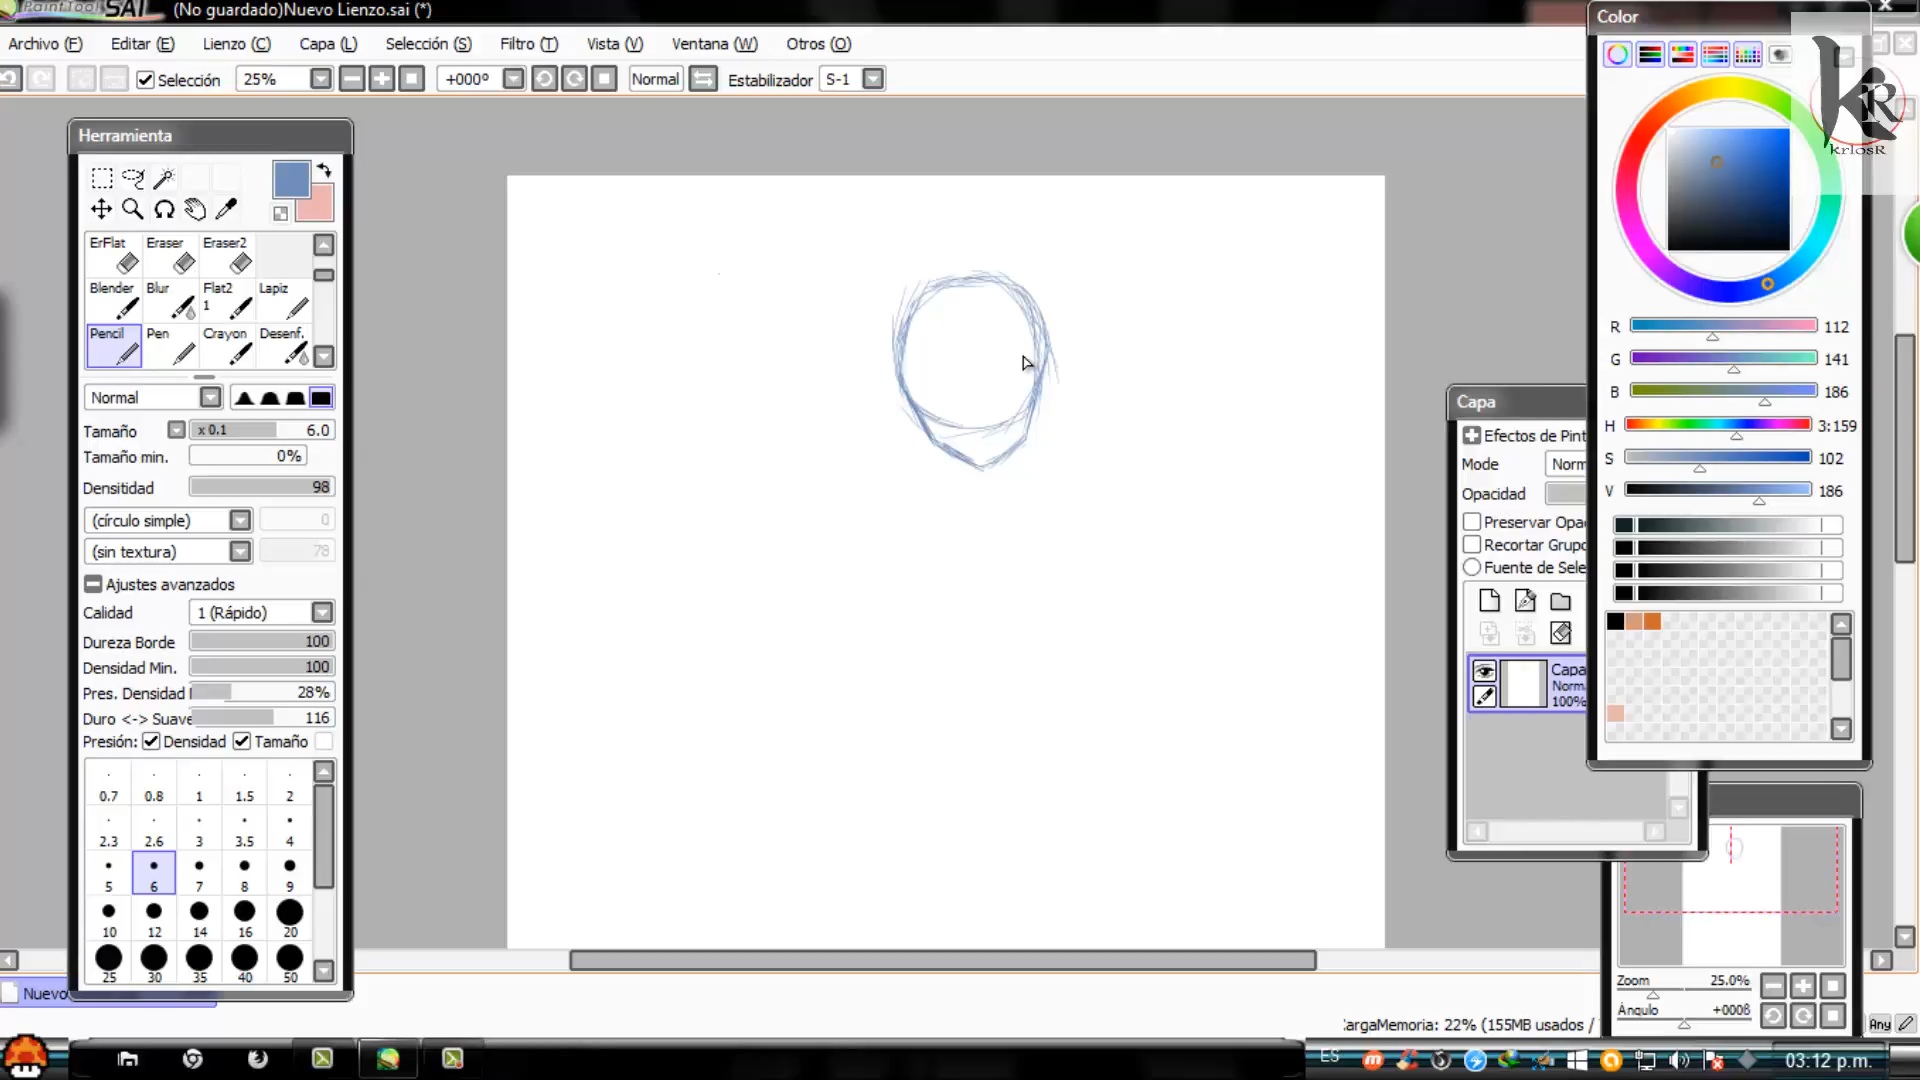 PaintTool SAI (No guardado)Nuevo Lienzo.sai (*)
Archivo (F) Editar (E) Lienzo (C) Capa (L) Selección (S) Filtro (T) Vista (V) Ventana (W) Otros (O)
Selección 25% +000º Normal Estabilizador S-1
Herramienta
ErFlat Eraser Eraser2
Blender Blur Flat2 1 Lapiz
Pencil Pen Crayon Desenf.
Normal
Tamaño x 0.1 6.0
Tamaño min. 0%
Densitidad 98
(círculo simple) 0
(sin textura) 78
Ajustes avanzados
Calidad 1 (Rápido)
Dureza Borde 100
Densidad Min. 100
Pres. Densidad 28%
Duro <-> Suave 116
Presión: Densidad Tamaño
0.7 0.8 1 1.5 2
2.3 2.6 3 3.5 4
5 6 7 8 9
10 12 14 16 20
25 30 35 40 50
Nuevo
Capa
Efectos de Pint
Mode Norm
Opacidad
Preservar Opa
Recortar Grupo
Fuente de Sele
Capa
Norm
100%
Color
KR
krlosR
R 112
G 141
B 186
H 3:159
S 102
V 186
Zoom 25.0%
Ángulo +000
CargaMemoria: 22% (155MB usados /
Any
ES 03:12 p.m.